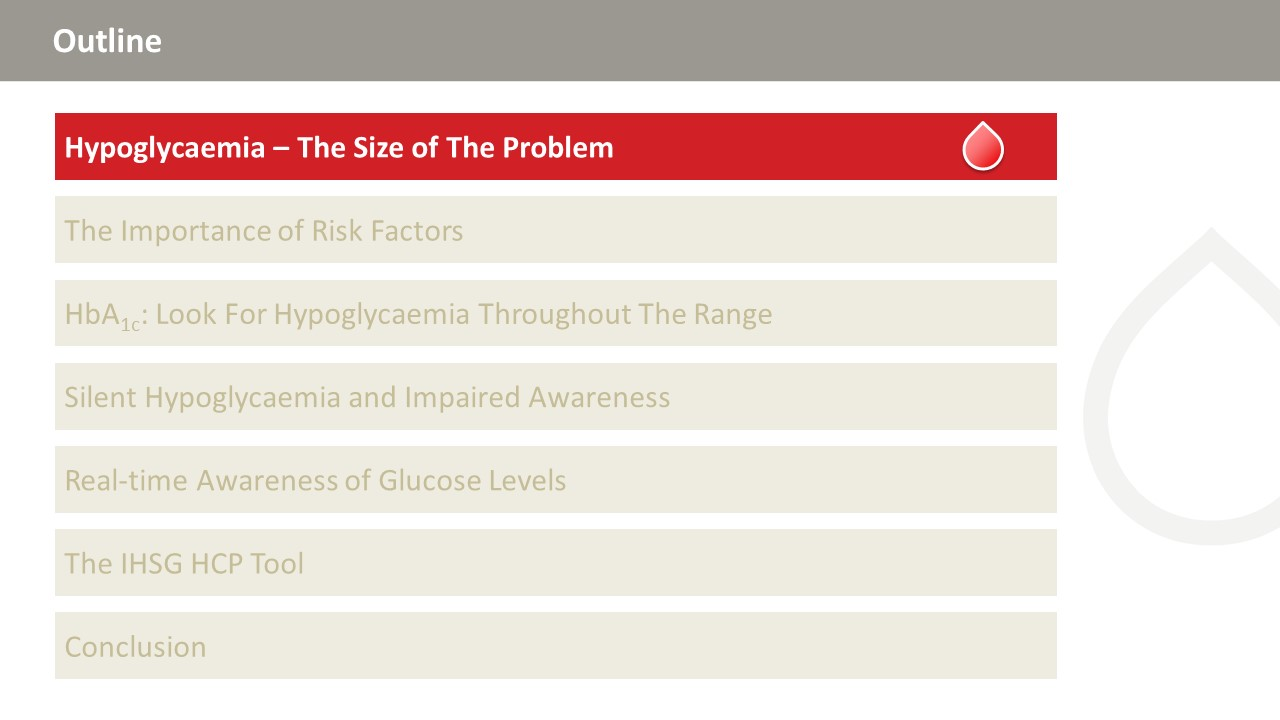 Outline
Hypoglycaemia – The Size of The Problem
The Importance of Risk Factors
HbA1c: Look For Hypoglycaemia Throughout The Range
Silent Hypoglycaemia and Impaired Awareness
Real-time Awareness of Glucose Levels
The IHSG HCP Tool
Conclusion